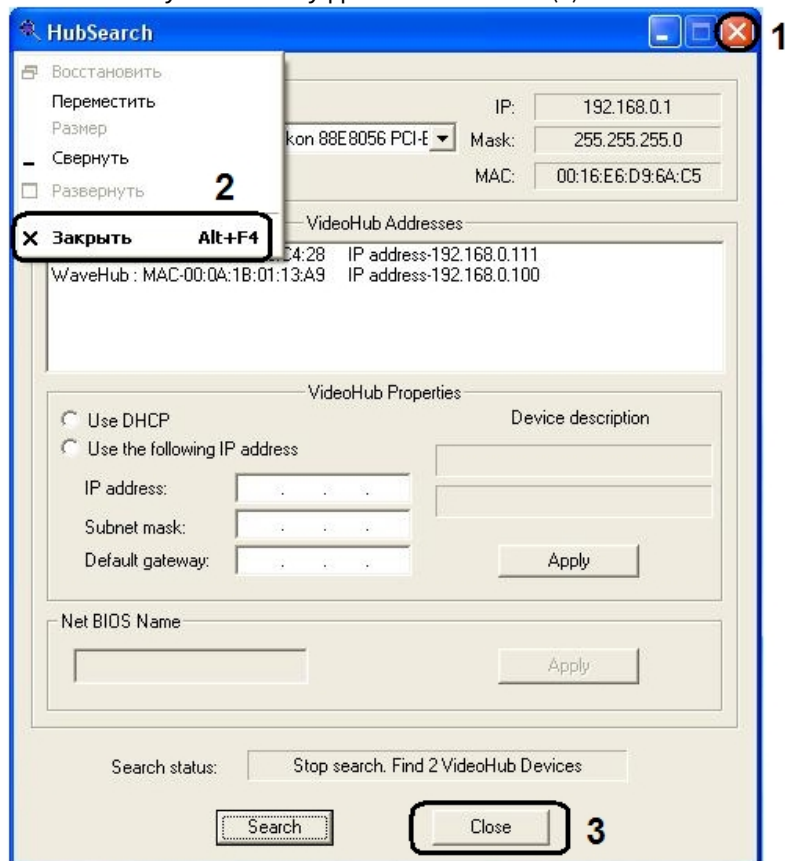 HubSearch
1
Восстановить
Переместить
Размер
Свернуть
Развернуть
2
Закрыть Alt+F4
IP: 192.168.0.1
kon 88E8056 PCI-E Mask: 255.255.255.0
MAC: 00:16:E6:D9:6A:C5
VideoHub Addresses
C4:28 IP address-192.168.0.111
WaveHub : MAC-00:0A:1B:01:13:A9 IP address-192.168.0.100
VideoHub Properties
Use DHCP
Device description
Use the following IP address
IP address:
Subnet mask:
Default gateway:
Apply
Net BIOS Name
Apply
Search status: Stop search. Find 2 VideoHub Devices
Search
Close
3